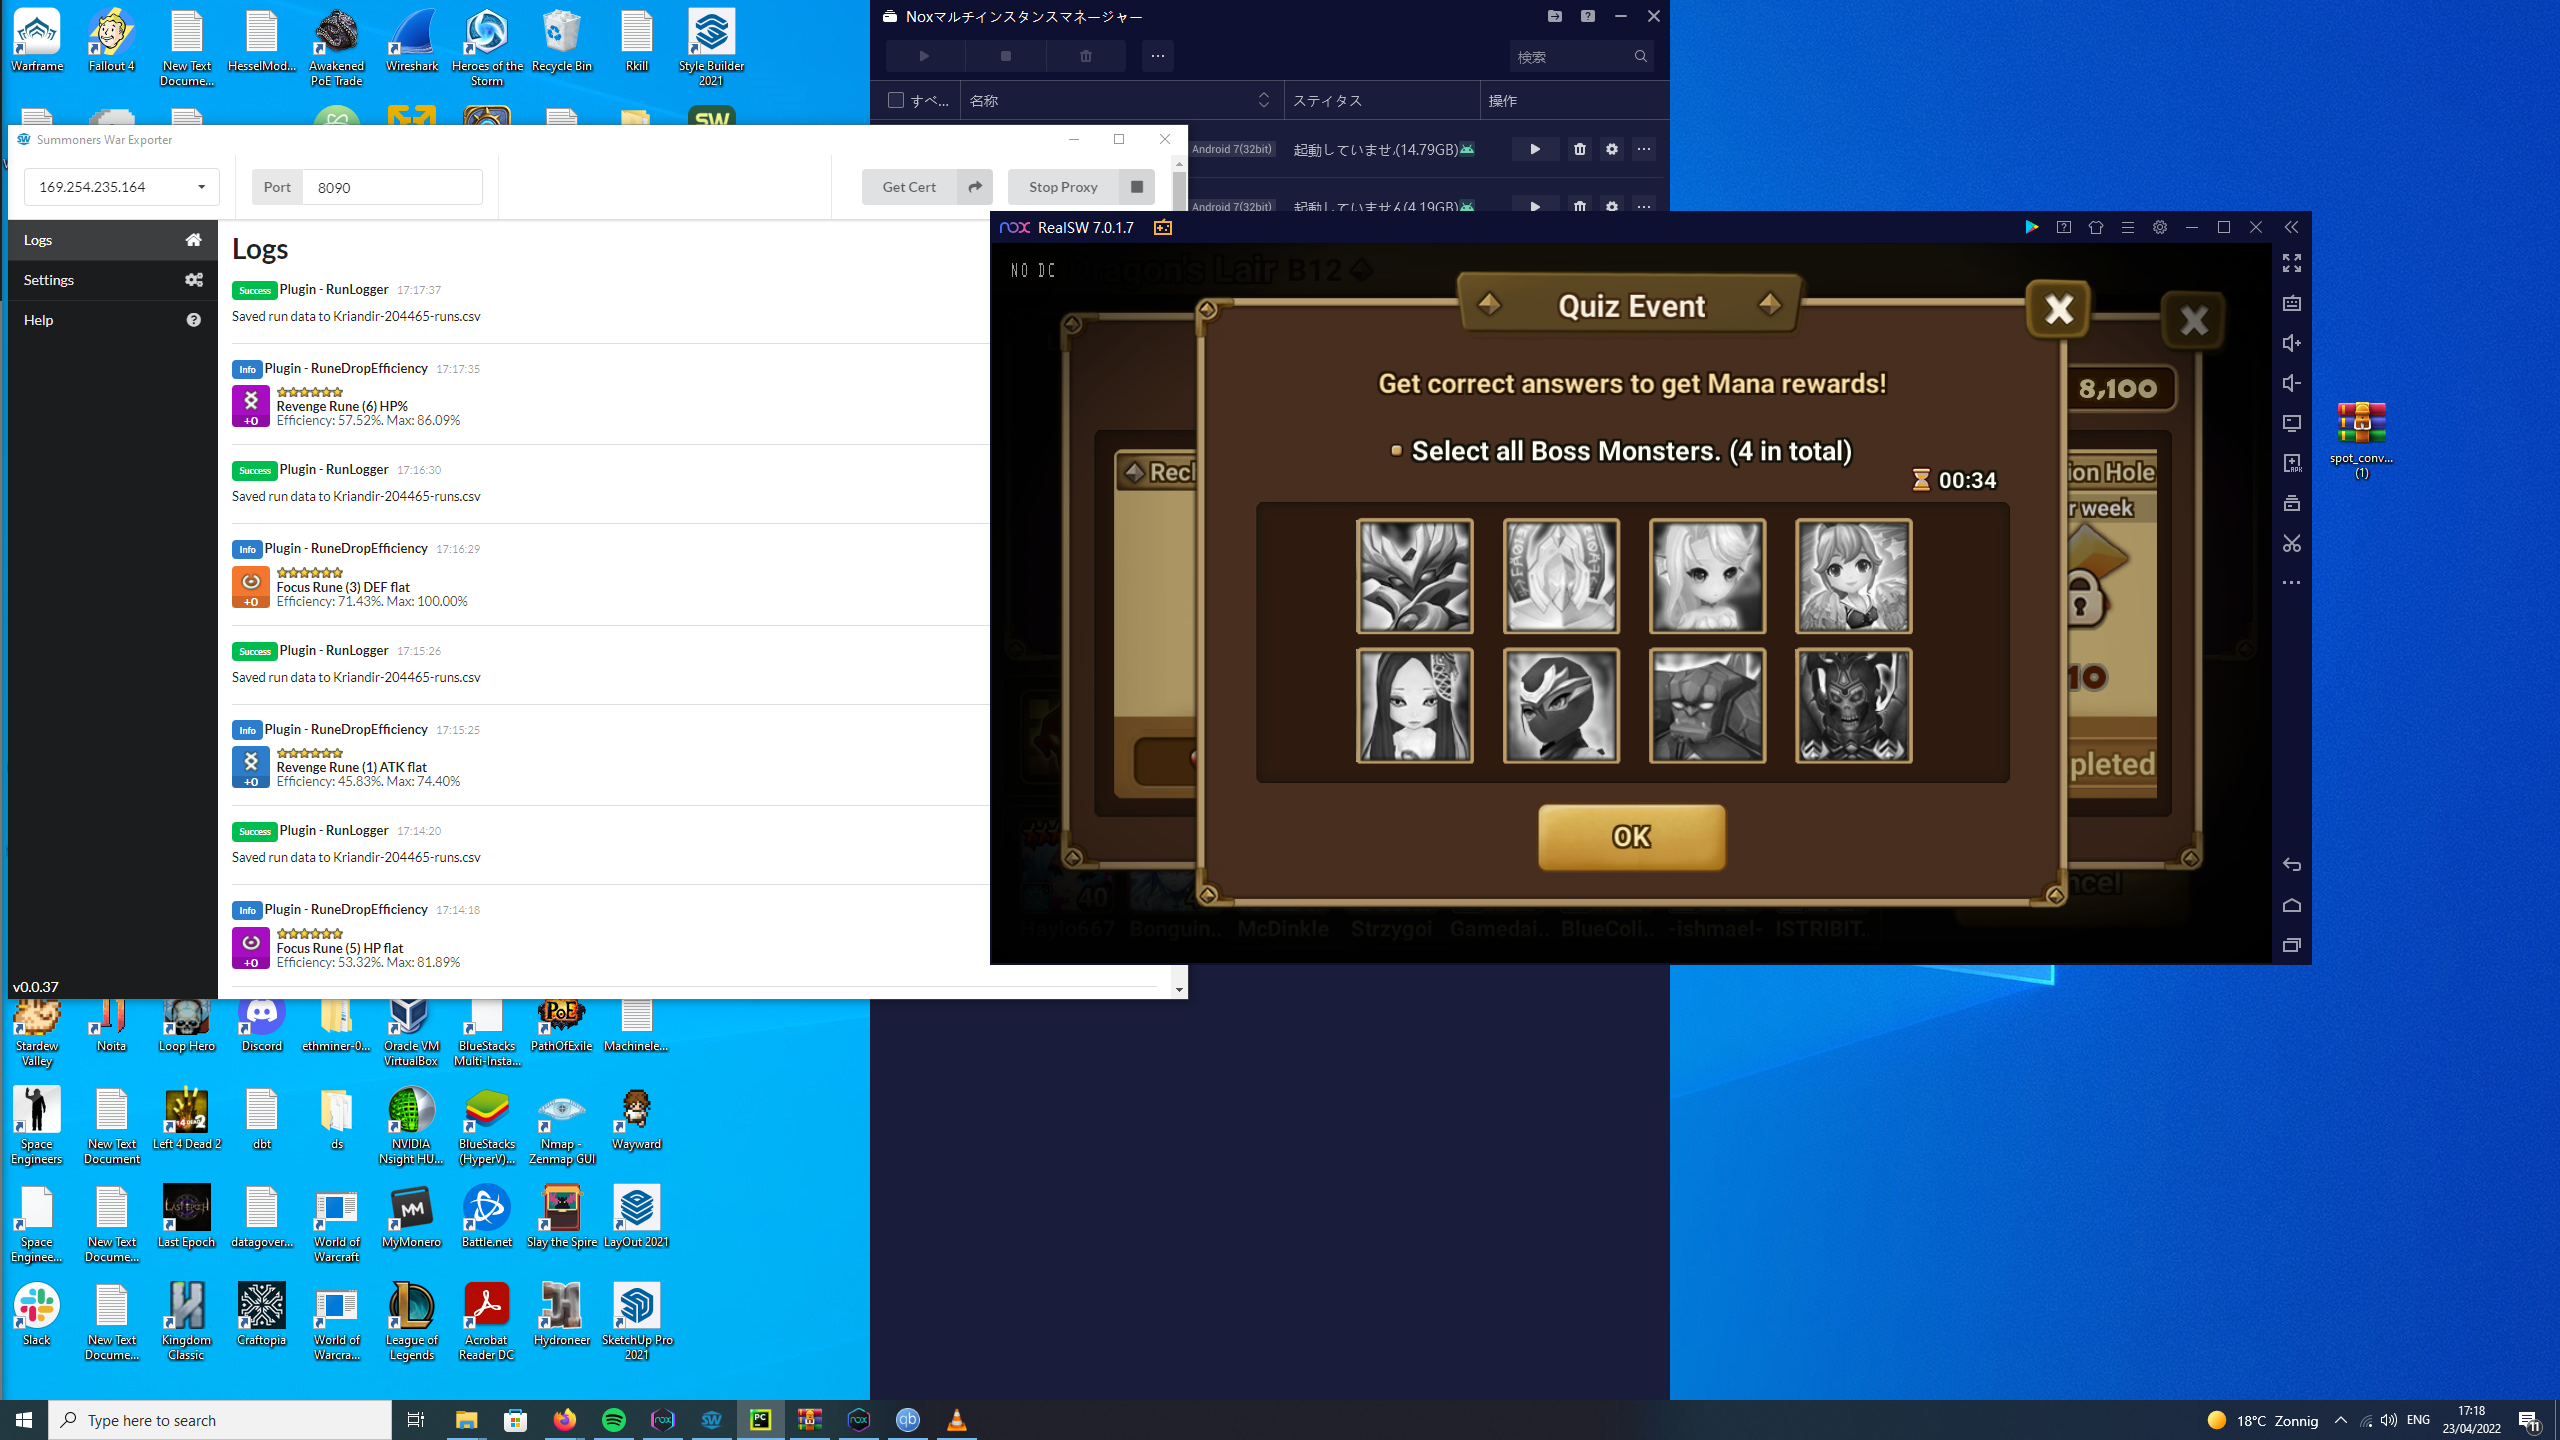 Warframe
Fallout 4
New Text Docume...
HesselMod...
Awakened PoE Trade
Wireshark
Heroes of the Storm
Recycle Bin
Rkill
Style Builder 2021
Noxマルチインスタンスマネージャー
検索
すべ...
名称
ステイタス
操作
Android 7(32bit)
起動していませ.(14.79GB)
Android 7(32bit)
(4.19GB)
Summoners War Exporter
169.254.235.164
Port
8090
Get Cert
Stop Proxy
Logs
Settings
Help
v0.0.37
Logs
Success Plugin - RunLogger 17:17:37
Saved run data to Kriandir-204465-runs.csv
Info Plugin - RuneDropEfficiency 17:17:35
+0
Revenge Rune (6) HP%
Efficiency: 57.52%. Max: 86.09%
Success Plugin - RunLogger 17:16:30
Saved run data to Kriandir-204465-runs.csv
Info Plugin - RuneDropEfficiency 17:16:29
+0
Focus Rune (3) DEF flat
Efficiency: 71.43%. Max: 100.00%
Success Plugin - RunLogger 17:15:26
Saved run data to Kriandir-204465-runs.csv
Info Plugin - RuneDropEfficiency 17:15:25
+0
Revenge Rune (1) ATK flat
Efficiency: 45.83%. Max: 74.40%
Success Plugin - RunLogger 17:14:20
Saved run data to Kriandir-204465-runs.csv
Info Plugin - RuneDropEfficiency 17:14:18
+0
Focus Rune (5) HP flat
Efficiency: 53.32%. Max: 81.89%
nox RealSW 7.0.1.7
NO DC
Dragon's Lair B12
Quiz Event
Get correct answers to get Mana rewards!
Select all Boss Monsters. (4 in total)
00:34
OK
8,100
Recl
ion Hole
r week
10
pleted
ncel
40
Haylo667
Bonguin..
McDinkle
Strzygoi
Gamedai..
BlueColi..
-ishmael-
ISTRIBIT..
spot_conv... (1)
Stardew Valley
Noita
Loop Hero
Discord
ethminer-0...
Oracle VM VirtualBox
BlueStacks Multi-Insta...
PathOfExile
Machinele...
Space Engineers
New Text Document
Left 4 Dead 2
dbt
ds
NVIDIA Nsight HU...
BlueStacks (HyperV)...
Nmap - Zenmap GUI
Wayward
Space Enginee...
New Text Docume...
Last Epoch
datagover...
World of Warcraft
MyMonero
Battle.net
Slay the Spire
LayOut 2021
Slack
New Text Docume...
Kingdom Classic
Craftopia
World of Warcra...
League of Legends
Acrobat Reader DC
Hydroneer
SketchUp Pro 2021
Type here to search
18°C Zonnig
ENG
17:18
23/04/2022
11